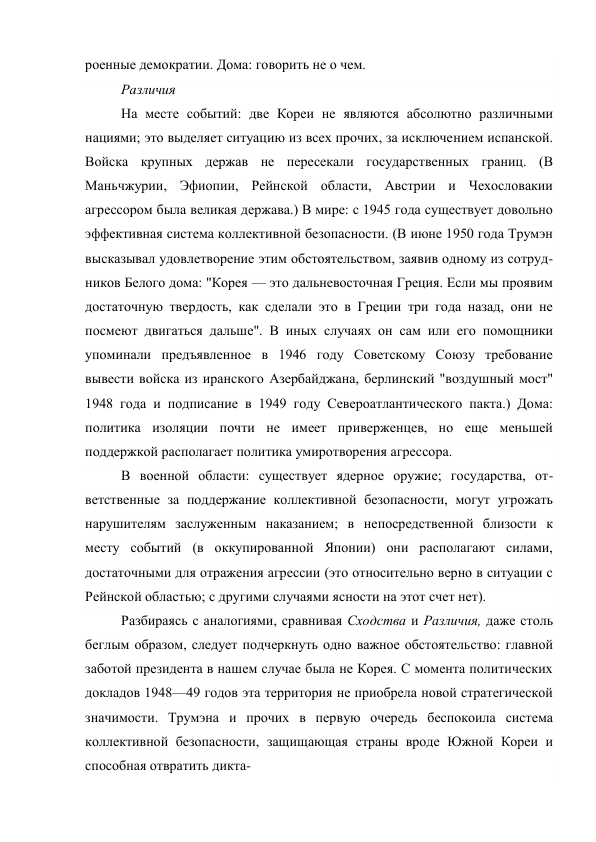 роенные демократии. Дома: говорить не о чем.
Различия
На месте событий: две Кореи не являются абсолютно различными
нациями; это выделяет ситуацию из всех прочих, за исключением испанской.
Войска крупных держав не пересекали государственных границ. (В
Маньчжурии, Эфиопии, Рейнской области, Австрии и Чехословакии
агрессором была великая держава.) В мире: с 1945 года существует довольно
эффективная система коллективной безопасности. (В июне 1950 года Трумэн
высказывал удовлетворение этим обстоятельством, заявив одному из сотруд-
ников Белого дома: "Корея — это дальневосточная Греция. Если мы проявим
достаточную твердость, как сделали это в Греции три года назад, они не
посмеют двигаться дальше". В иных случаях он сам или его помощники
упоминали предъявленное в 1946 году Советскому Союзу требование
вывести войска из иранского Азербайджана, берлинский "воздушный мост"
1948 года и подписание в 1949 году Североатлантического пакта.) Дома:
политика изоляции почти не имеет приверженцев, но еще меньшей
поддержкой располагает политика умиротворения агрессора.
В военной области: существует ядерное оружие; государства, от-
ветственные за поддержание коллективной безопасности, могут угрожать
нарушителям заслуженным наказанием; в непосредственной близости к
месту событий (в оккупированной Японии) они располагают силами,
достаточными для отражения агрессии (это относительно верно в ситуации с
Рейнской областью; с другими случаями ясности на этот счет нет).
Разбираясь с аналогиями, сравнивая Сходства и Различия, даже столь
беглым образом, следует подчеркнуть одно важное обстоятельство: главной
заботой президента в нашем случае была не Корея. С момента политических
докладов 1948—49 годов эта территория не приобрела новой стратегической
значимости. Трумэна и прочих в первую очередь беспокоила система
коллективной безопасности, защищающая страны вроде Южной Кореи и
способная отвратить дикта-